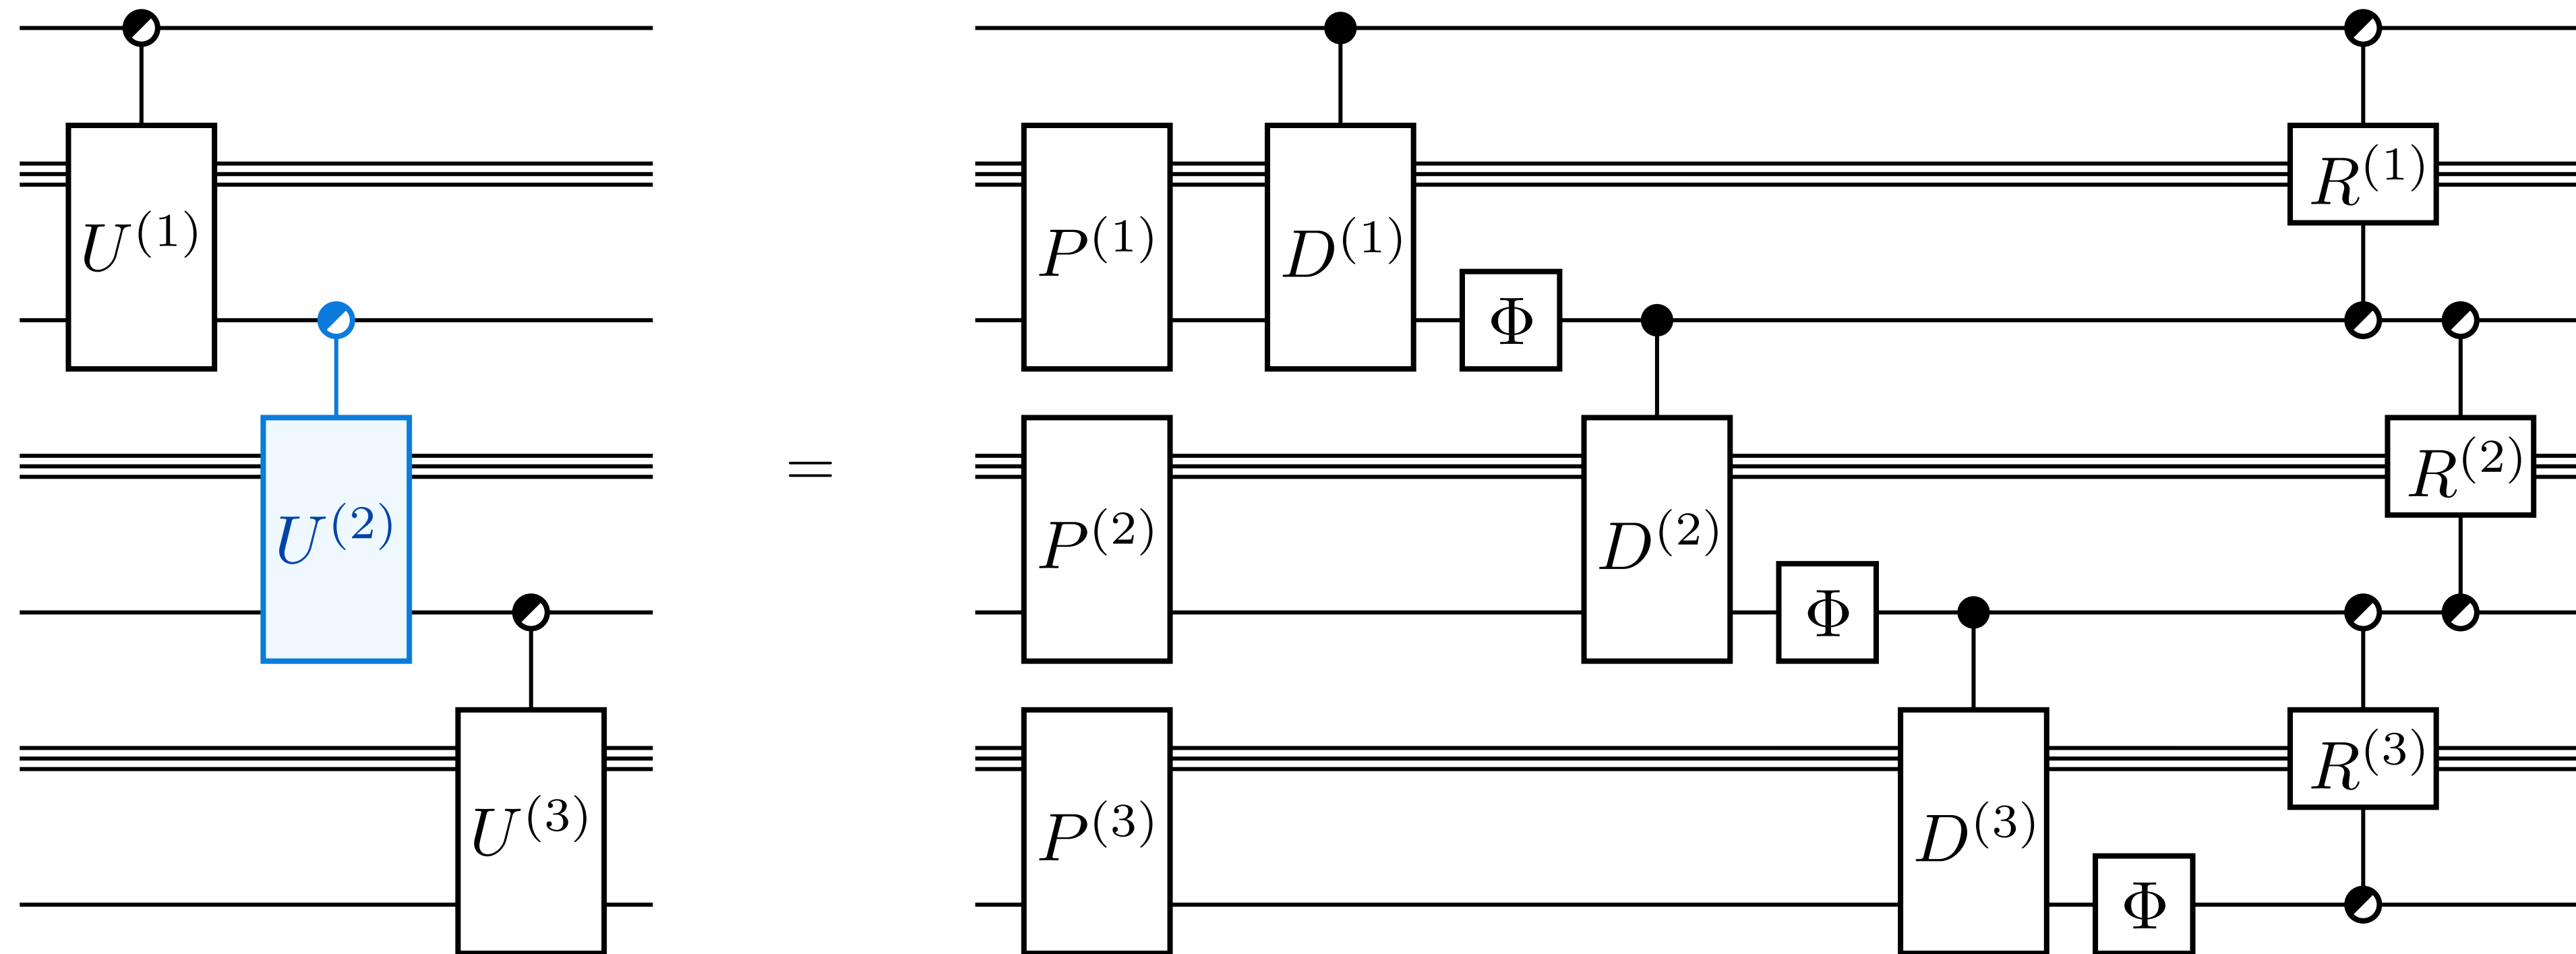 U^{(1)}
U^{(2)}
U^{(3)}
=
P^{(1)} D^{(1)} Φ R^{(1)}
P^{(2)} D^{(2)} Φ R^{(2)}
P^{(3)} D^{(3)} Φ R^{(3)}